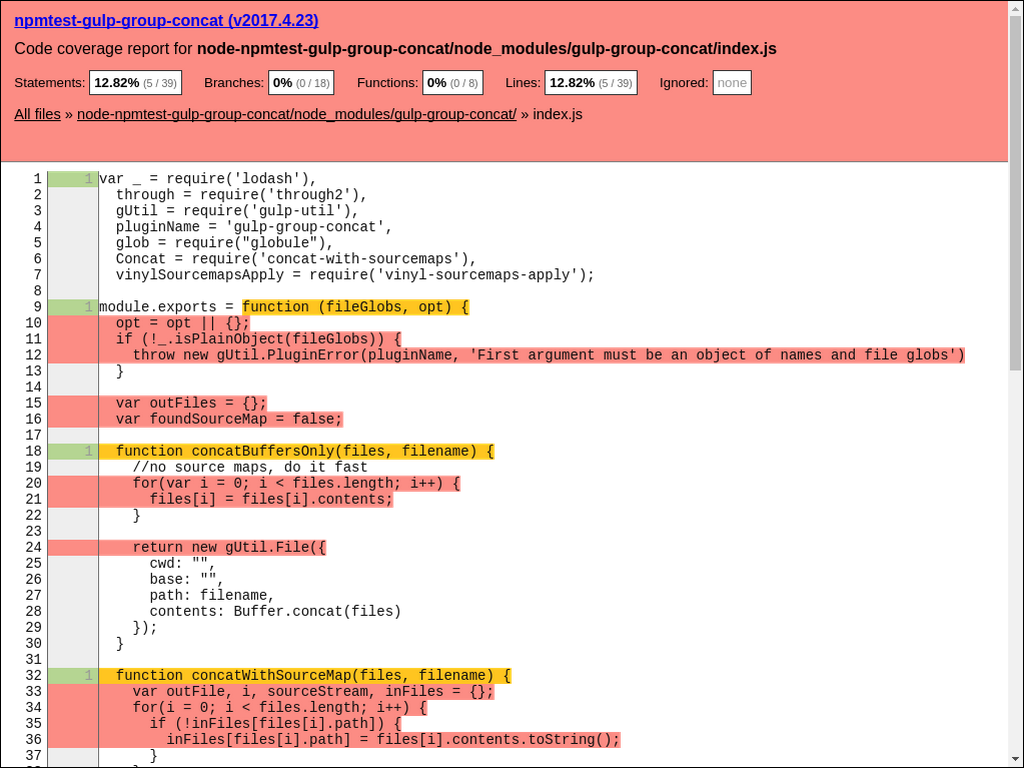 npmtest-gulp-group-concat (v2017.4.23)
Code coverage report for node-npmtest-gulp-group-concat/node_modules/gulp-group-concat/index.js
Statements: 12.82% (5 / 39) Branches: 0% (0 / 18) Functions: 0% (0 / 8) Lines: 12.82% (5 / 39) Ignored: none
All files » node-npmtest-gulp-group-concat/node_modules/gulp-group-concat/ » index.js
1 1 var _ = require('lodash'),
2 through = require('through2'),
3 gUtil = require('gulp-util'),
4 pluginName = 'gulp-group-concat',
5 glob = require("globule"),
6 Concat = require('concat-with-sourcemaps'),
7 vinylSourcemapsApply = require('vinyl-sourcemaps-apply');
8
9 1 module.exports = function (fileGlobs, opt) {
10 opt = opt || {};
11 if (!_.isPlainObject(fileGlobs)) {
12 throw new gUtil.PluginError(pluginName, 'First argument must be an object of names and file globs')
13 }
14
15 var outFiles = {};
16 var foundSourceMap = false;
17
18 1 function concatBuffersOnly(files, filename) {
19 //no source maps, do it fast
20 for(var i = 0; i < files.length; i++) {
21 files[i] = files[i].contents;
22 }
23
24 return new gUtil.File({
25 cwd: "",
26 base: "",
27 path: filename,
28 contents: Buffer.concat(files)
29 });
30 }
31
32 1 function concatWithSourceMap(files, filename) {
33 var outFile, i, sourceStream, inFiles = {};
34 for(i = 0; i < files.length; i++) {
35 if (!inFiles[files[i].path]) {
36 inFiles[files[i].path] = files[i].contents.toString();
37 }